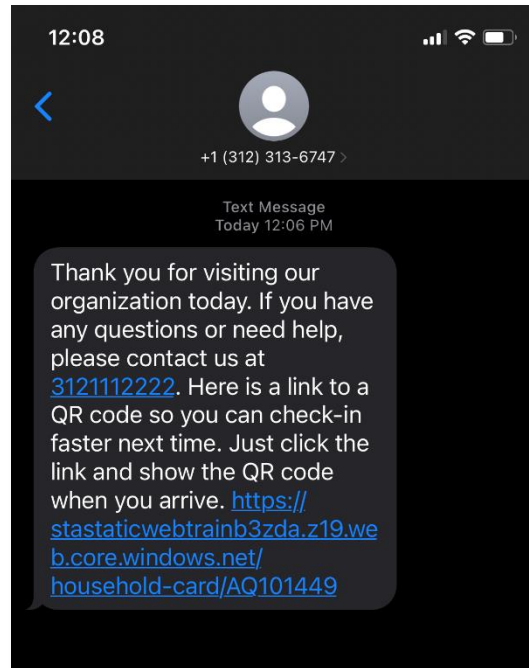 12:08
+1 (312) 313-6747 >
Text Message
Today 12:06 PM
Thank you for visiting our
organization today. If you have
any questions or need help,
please contact us at
3121112222. Here is a link to a
QR code so you can check-in
faster next time. Just click the
link and show the QR code
when you arrive. https://
stastaticwebtrainb3zda.z19.we
b.core.windows.net/
household-card/AQ101449